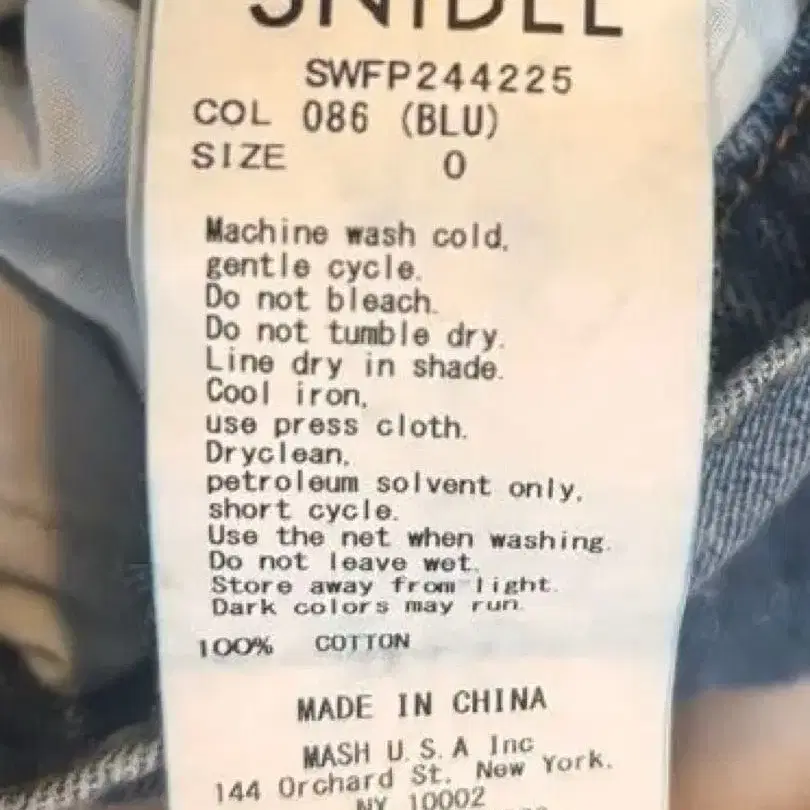 SNIDEL
SWFP244225
COL 086 (BLU)
SIZE 0
Machine wash cold,
gentle cycle.
Do not bleach.
Do not tumble dry.
Line dry in shade.
Cool iron,
use press cloth.
Dryclean,
petroleum solvent only,
short cycle.
Use the net when washing.
Do not leave wet.
Store away from light.
Dark colors may run.
100% COTTON
MADE IN CHINA
MASH U.S.A Inc
144 Orchard St. New York.
NY 10002